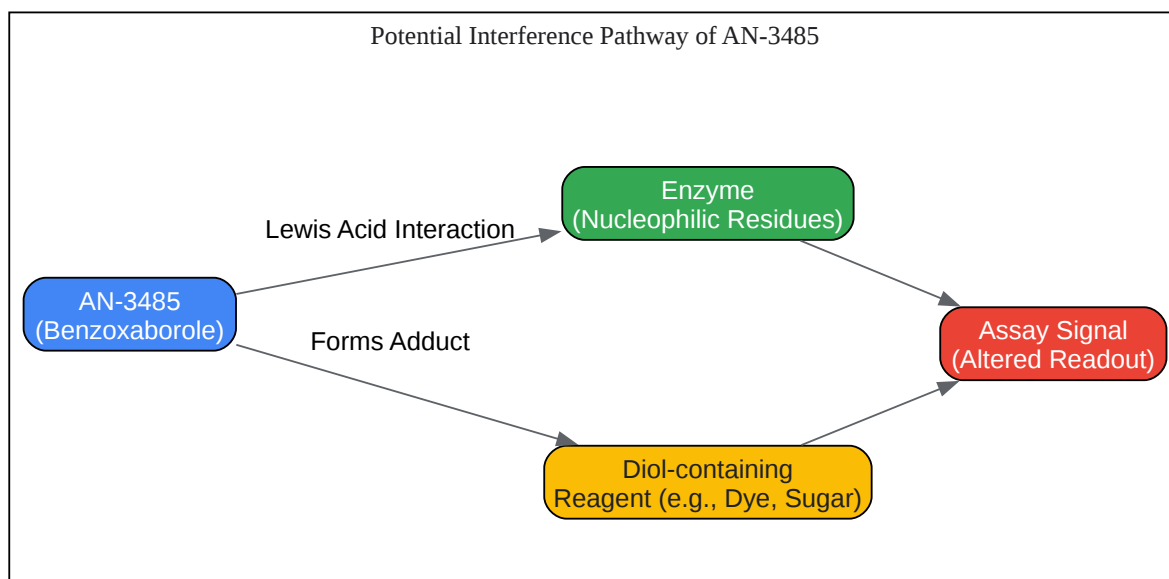 Potential Interference Pathway of AN-3485
Enzyme
(Nucleophilic Residues)
Lewis Acid Interaction
AN-3485
(Benzoxaborole)
Forms Adduct
Assay Signal
(Altered Readout)
Diol-containing
Reagent (e.g., Dye, Sugar)